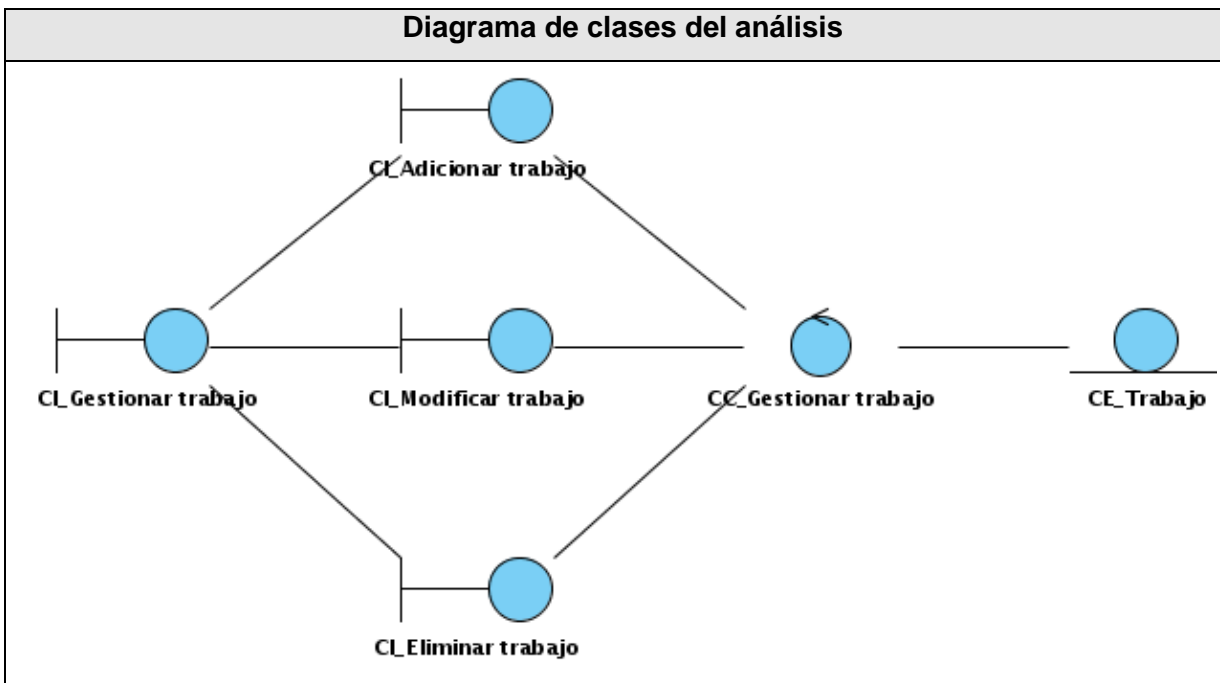 Diagrama de clases del análisis
CI_Adicionar trabajo
CI_Gestionar trabajo
CI_Modificar trabajo
CC_Gestionar trabajo
CE_Trabajo
CI_Eliminar trabajo